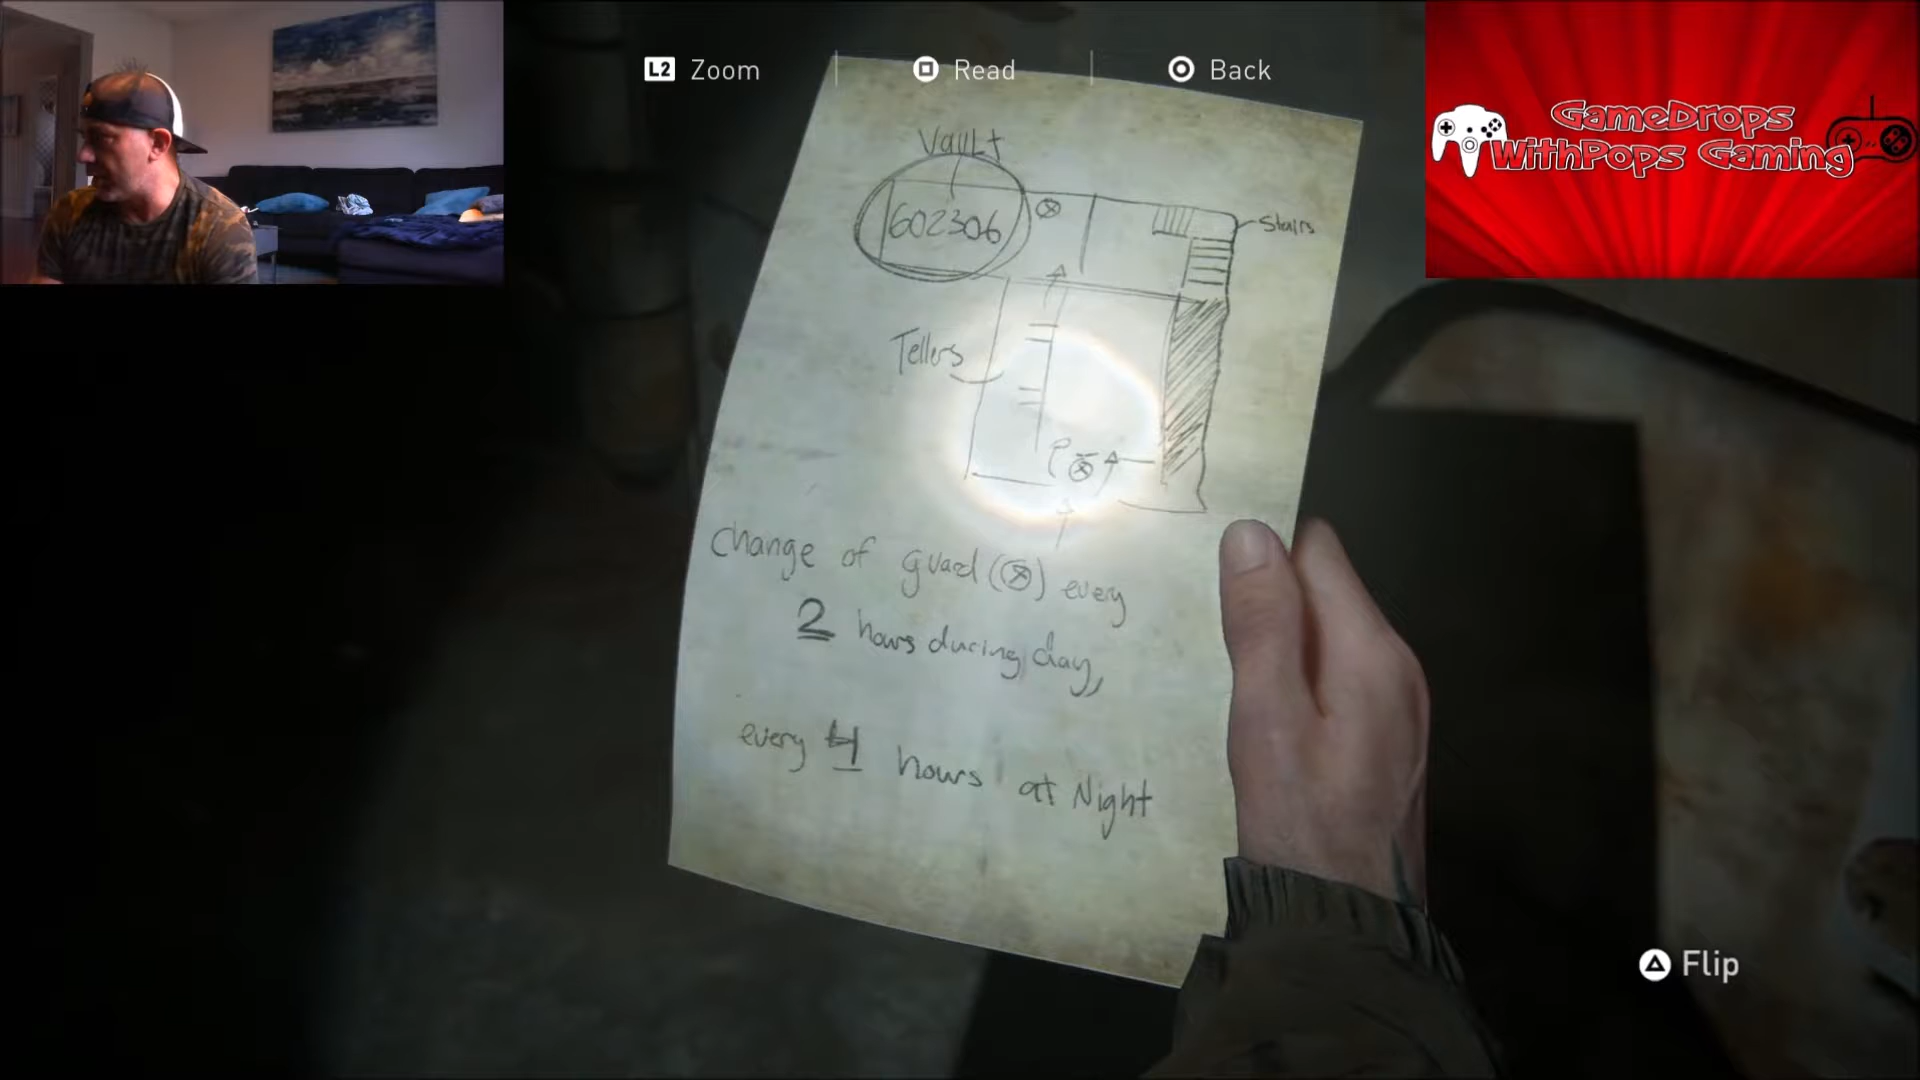 L2 Zoom
Read
Back
GameDrops
WithPops Gaming
Vault
602306
Stairs
Tellers
Change of guard (⊗) every
2 hours during day,
every 4 hours at Night
Flip